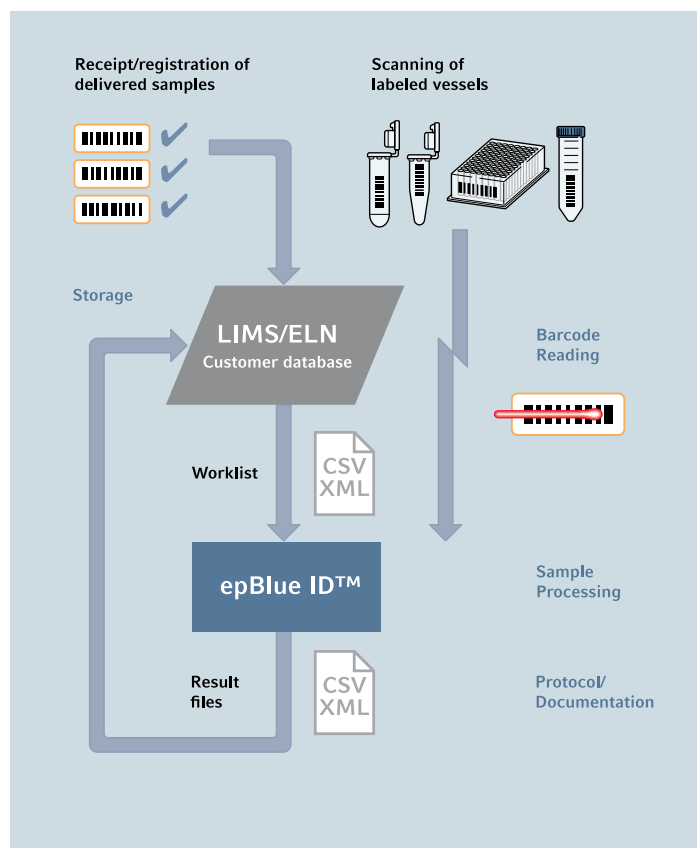 Receipt/registration of
delivered samples
Scanning of
labeled vessels
Storage
LIMS/ELN
Customer database
Barcode
Reading
Worklist
CSV
XML
epBlue ID™
Sample
Processing
Result
files
CSV
XML
Protocol/
Documentation